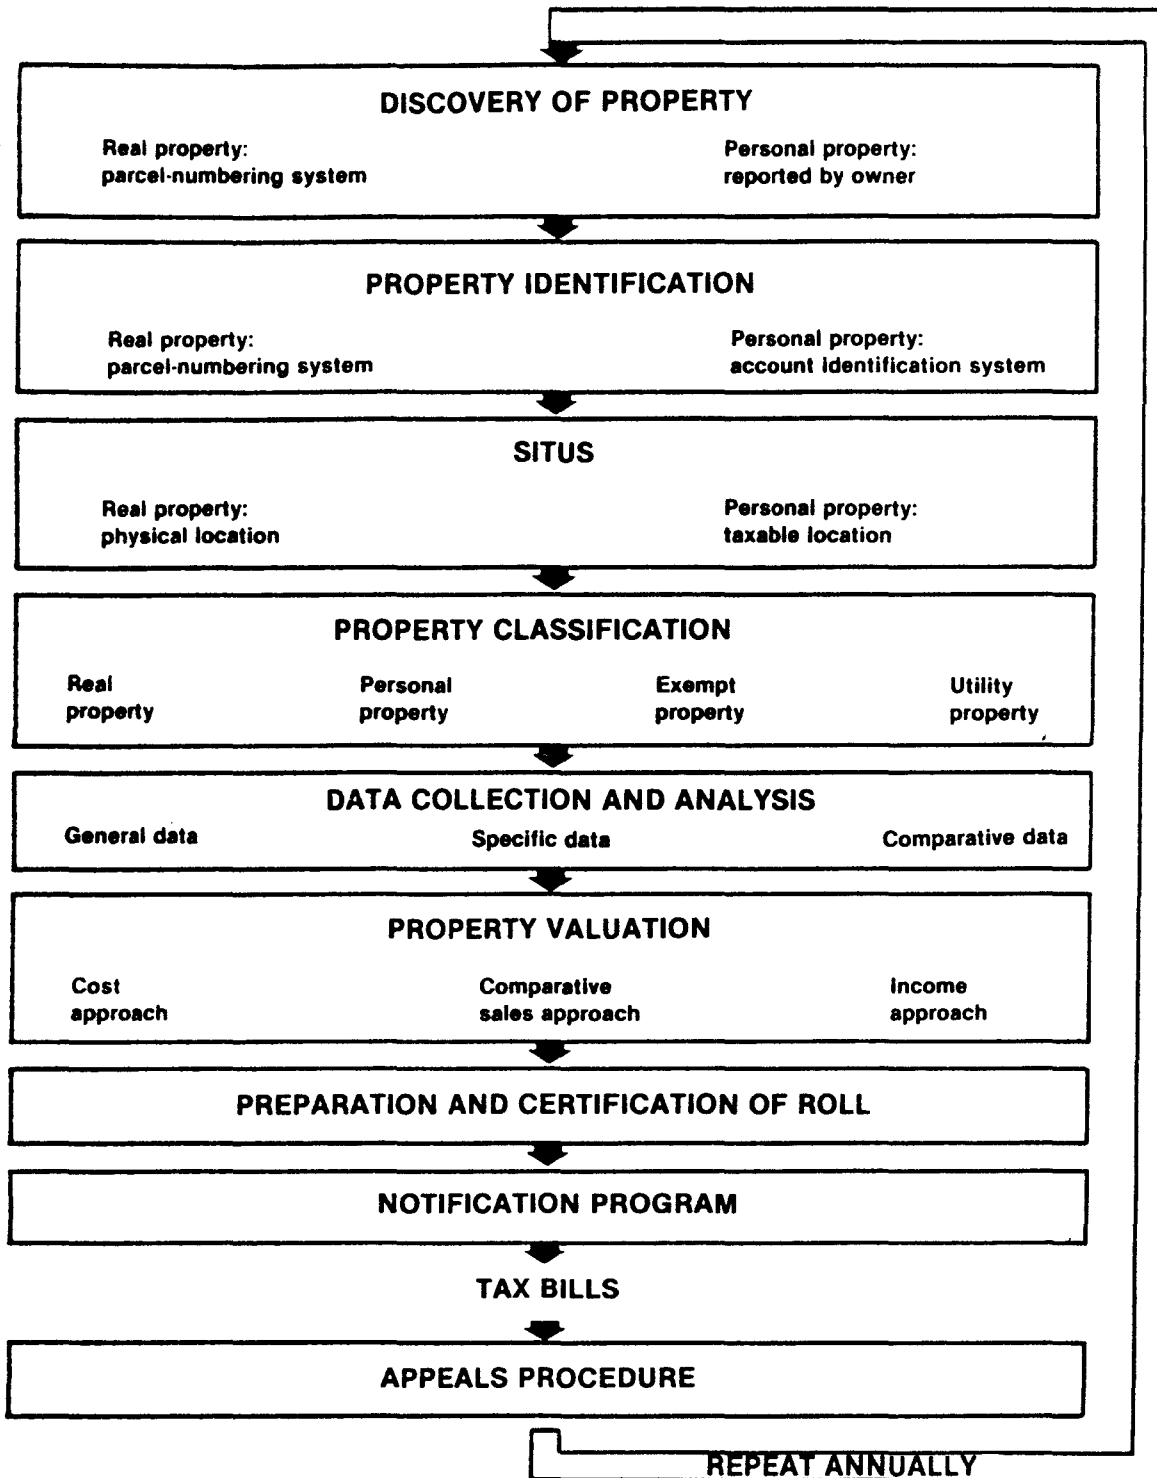 DISCOVERY OF PROPERTY
Real property: Personal property:
parcel-numbering system reported by owner
PROPERTY IDENTIFICATION
Real property: Personal property:
parcel-numbering system account identification system
SITUS
Real property: Personal property:
physical location taxable location
PROPERTY CLASSIFICATION
Real Personal Exempt Utility
property property property property
DATA COLLECTION AND ANALYSIS
General data Specific data Comparative data
PROPERTY VALUATION
Cost Comparative Income
approach sales approach approach
PREPARATION AND CERTIFICATION OF ROLL
NOTIFICATION PROGRAM
TAX BILLS
APPEALS PROCEDURE
REPEAT ANNUALLY